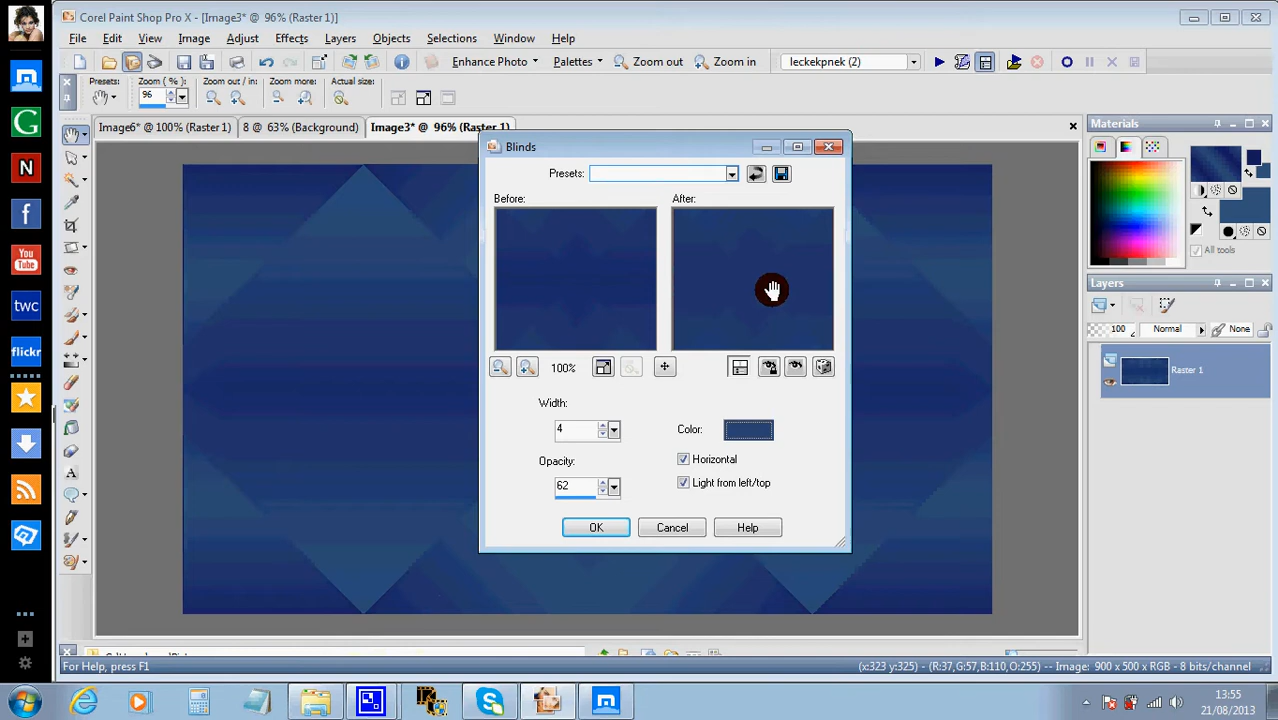 Corel Paint Shop Pro X - [Image3* @ 96% (Raster 1)]
File Edit View Image Adjust Effects Layers Objects Selections Window Help
Enhance Photo Palettes Zoom out Zoom in leckekpnek (2)
Presets: Zoom ( % ): Zoom out / in: Zoom more: Actual size:
96
Image6* @ 100% (Raster 1) 8 @ 63% (Background) Image3* @ 96% (Raster 1)
Materials
All tools
Layers
100 Normal None
Raster 1
G
N
f
You
Tube
twc
flickr
Blinds
Presets:
Before: After:
100%
Width:
4
Color:
Horizontal
Opacity:
62
Light from left/top
OK Cancel Help
For Help, press F1
(x:323 y:325) -- (R:37,G:57,B:110,O:255) -- Image: 900 x 500 x RGB - 8 bits/channel
13:55
21/08/2013